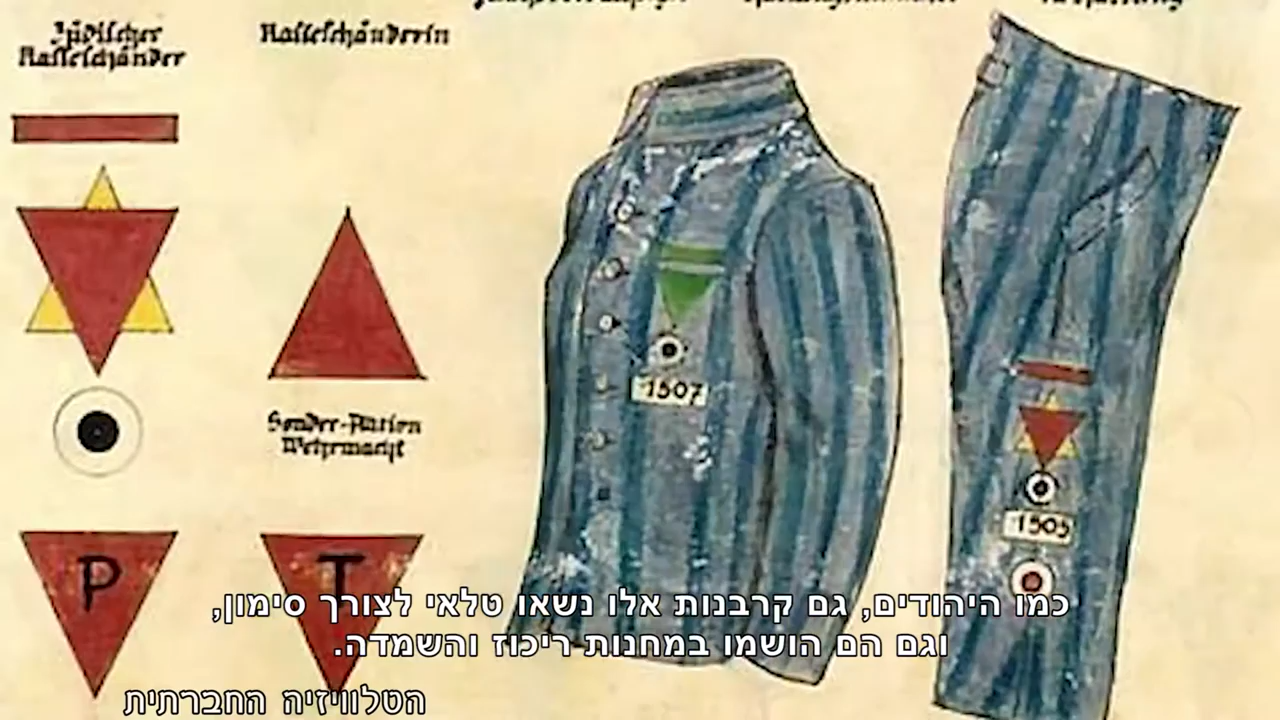 Jüdischer
Rasseschänder
Rasseschänderin
1507
Sonder-Aktion
Wehrmacht
1505
P
T
כמו היהודים, גם קרבנות אלו נשאו טלאי לצורך סימון,
וגם הם הושמו במחנות ריכוז והשמדה.
הטלוויזיה החברתית